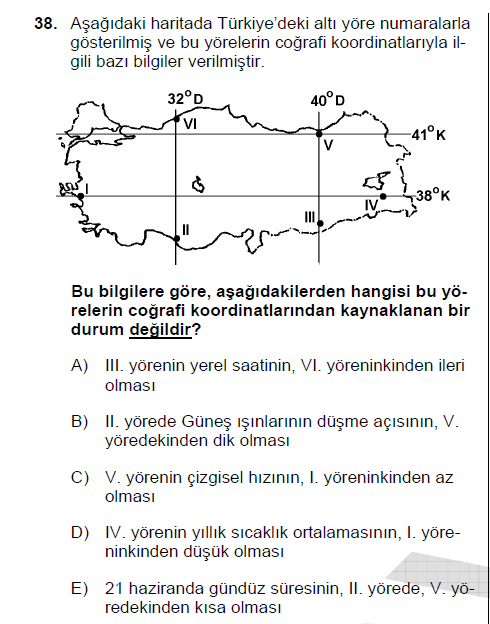 38. Aşağıdaki haritada Türkiye'deki altı yöre numaralarla
gösterilmiş ve bu yörelerin coğrafi koordinatlarıyla il-
gili bazı bilgiler verilmiştir.
32°D 40°D
VI
41°K
V
I
38°K
IV
III
II
Bu bilgilere göre, aşağıdakilerden hangisi bu yö-
relerin coğrafi koordinatlarından kaynaklanan bir
durum değildir?
A) III. yörenin yerel saatinin, VI. yöreninkinden ileri
olması
B) II. yörede Güneş ışınlarının düşme açısının, V.
yöredekinden dik olması
C) V. yörenin çizgisel hızının, I. yöreninkinden az
olması
D) IV. yörenin yıllık sıcaklık ortalamasının, I. yöre-
ninkinden düşük olması
E) 21 haziranda gündüz süresinin, II. yörede, V. yö-
redekinden kısa olması